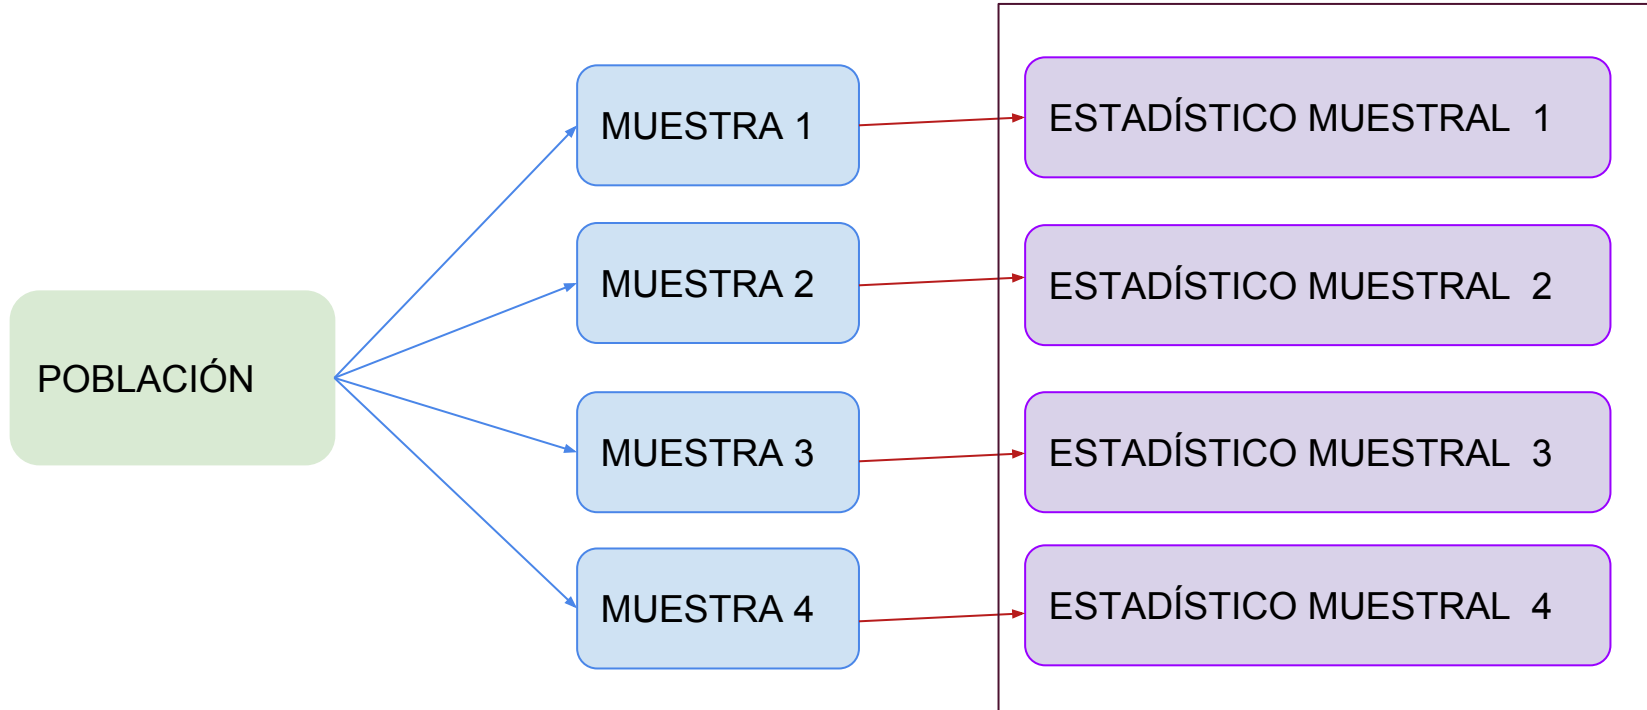 MUESTRA 1
ESTADÍSTICO MUESTRAL 1
MUESTRA 2
ESTADÍSTICO MUESTRAL 2
POBLACIÓN
MUESTRA 3
ESTADÍSTICO MUESTRAL 3
MUESTRA 4
ESTADÍSTICO MUESTRAL 4